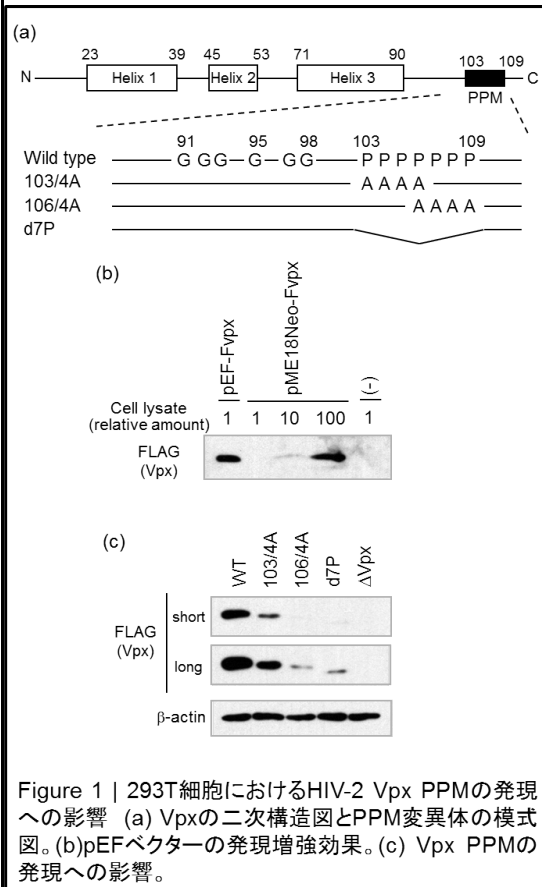 (a)
23 39 45 53 71 90 103 109
N Helix 1 Helix 2 Helix 3 C
PPM
91 95 98 103 109
Wild type G G G G G G P P P P P P P
103/4A A A A A
106/4A A A A A
d7P
(b)
pEF-Fvpx
pME18Neo-Fvpx
(-)
Cell lysate
(relative amount) 1 1 10 100 1
FLAG
(Vpx)
(c)
WT
103/4A
106/4A
d7P
ΔVpx
FLAG
(Vpx)
short
long
β-actin
Figure 1 | 293T細胞におけるHIV-2 Vpx PPMの発現
への影響 (a) Vpxの二次構造図とPPM変異体の模式
図。(b)pEFベクターの発現増強効果。(c) Vpx PPMの
発現への影響。